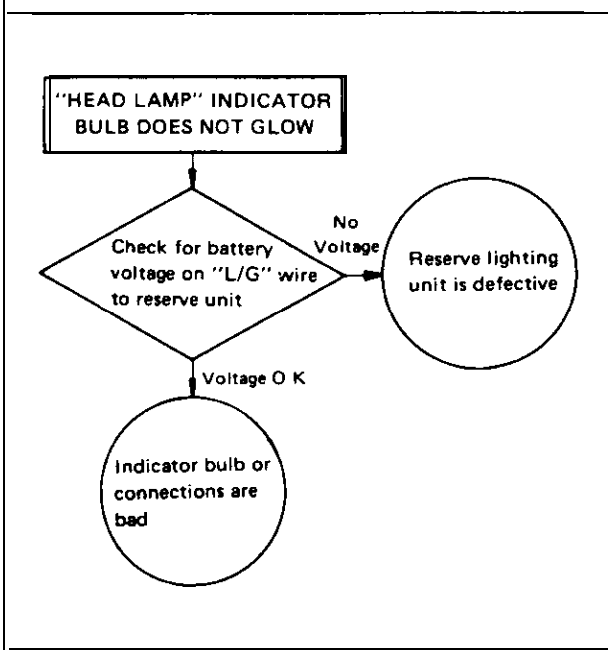 "HEAD LAMP" INDICATOR
BULB DOES NOT GLOW
No
Voltage
Check for battery
voltage on "L/G" wire
to reserve unit
Reserve lighting
unit is defective
Voltage O K
Indicator bulb or
connections are
bad